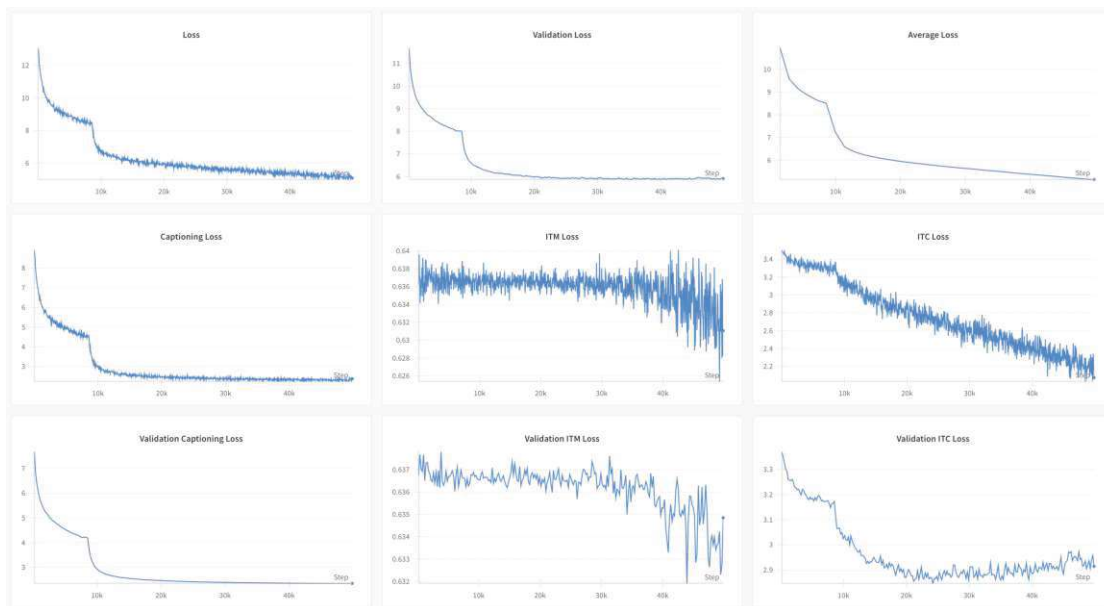 Loss
12
10
8
6
10k 20k 30k 40k
Step
Validation Loss
11
10
9
8
7
6
10k 20k 30k 40k
Step
Average Loss
10
9
8
7
6
10k 20k 30k 40k
Step
Captioning Loss
8
7
6
5
4
3
10k 20k 30k 40k
Step
ITM Loss
0.64
0.638
0.636
0.634
0.632
0.63
0.628
0.626
10k 20k 30k 40k
Step
ITC Loss
3.4
3.2
3
2.8
2.6
2.4
2.2
10k 20k 30k 40k
Step
Validation Captioning Loss
7
6
5
4
3
10k 20k 30k 40k
Step
Validation ITM Loss
0.637
0.636
0.635
0.634
0.633
0.632
10k 20k 30k 40k
Step
Validation ITC Loss
3.3
3.2
3.1
3
2.9
10k 20k 30k 40k
Step